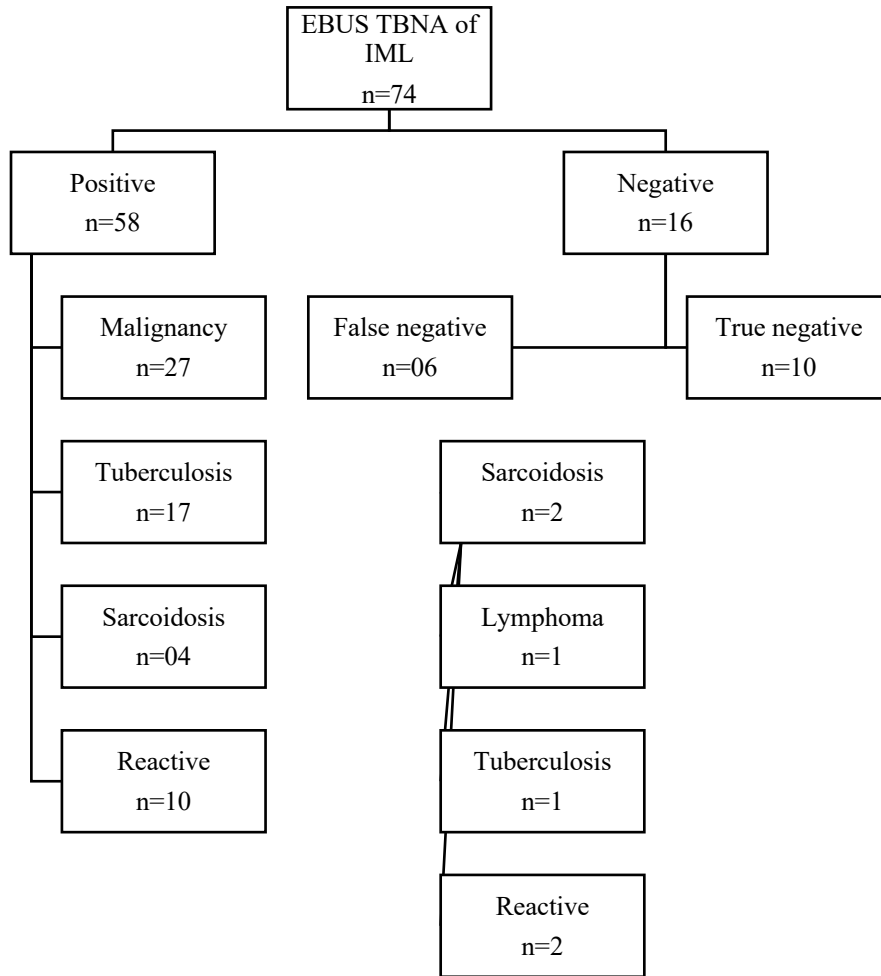 EBUS TBNA of
IML
n=74
Positive
n=58
Negative
n=16
Malignancy
n=27
False negative
n=06
True negative
n=10
Tuberculosis
n=17
Sarcoidosis
n=2
Sarcoidosis
n=04
Lymphoma
n=1
Reactive
n=10
Tuberculosis
n=1
Reactive
n=2